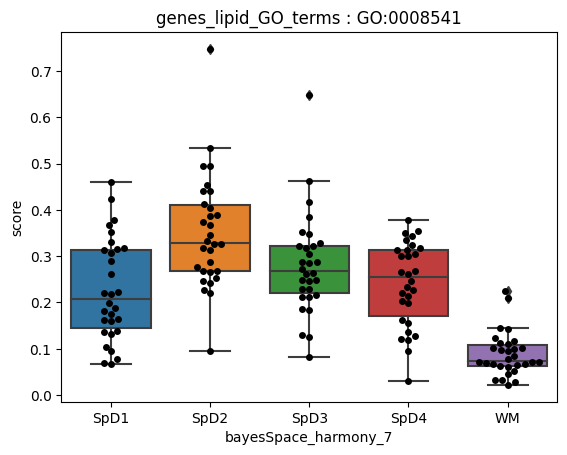 genes_lipid_GO_terms : GO:0008541
0.7
0.6
0.5
0.4
0.3
0.2
0.1
0.0
score
SpD1 SpD2 SpD3 SpD4 WM
bayesSpace_harmony_7